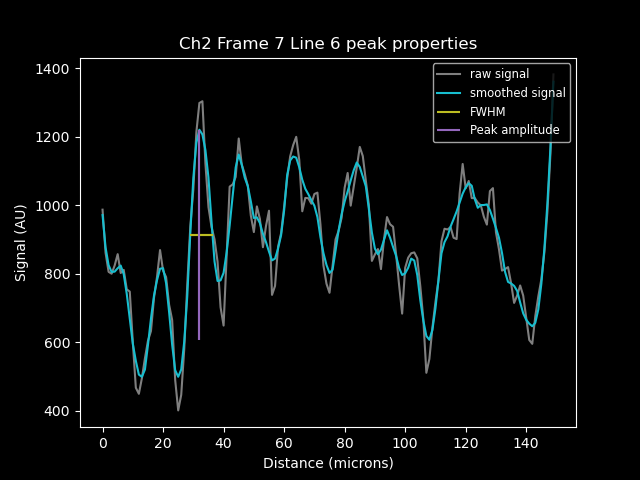 Ch2 Frame 7 Line 6 peak properties
raw signal
smoothed signal
FWHM
Peak amplitude
Signal (AU)
1400
1200
1000
800
600
400
0 20 40 60 80 100 120 140
Distance (microns)